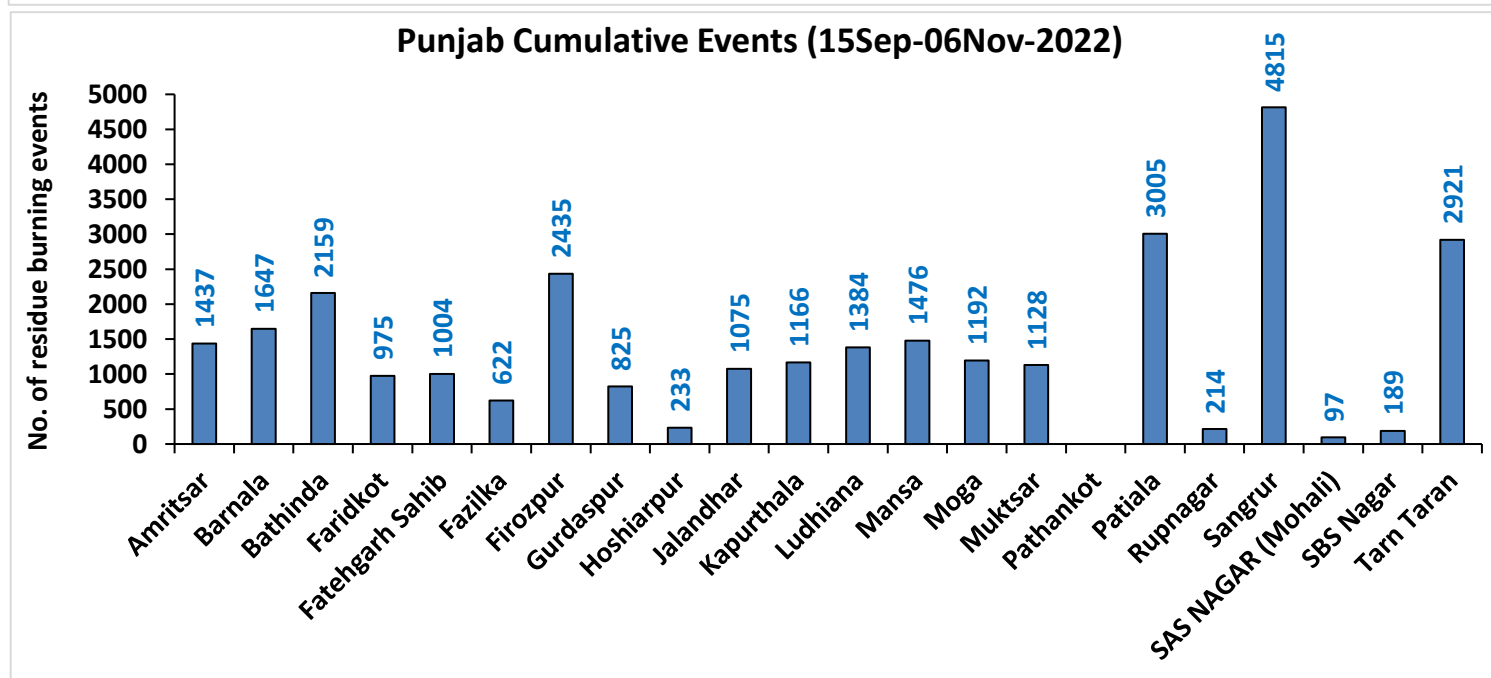 Punjab Cumulative Events (15Sep-06Nov-2022)
No. of residue burning events
5000
4500
4000
3500
3000
2500
2000
1500
1000
500
0
1437
1647
2159
975
1004
622
2435
825
233
1075
1166
1384
1476
1192
1128
3005
214
4815
97
189
2921
Amritsar
Barnala
Bathinda
Faridkot
Fatehgarh Sahib
Fazilka
Firozpur
Gurdaspur
Hoshiarpur
Jalandhar
Kapurthala
Ludhiana
Mansa
Moga
Muktsar
Pathankot
Patiala
Rupnagar
Sangrur
SAS NAGAR (Mohali)
SBS Nagar
Tarn Taran